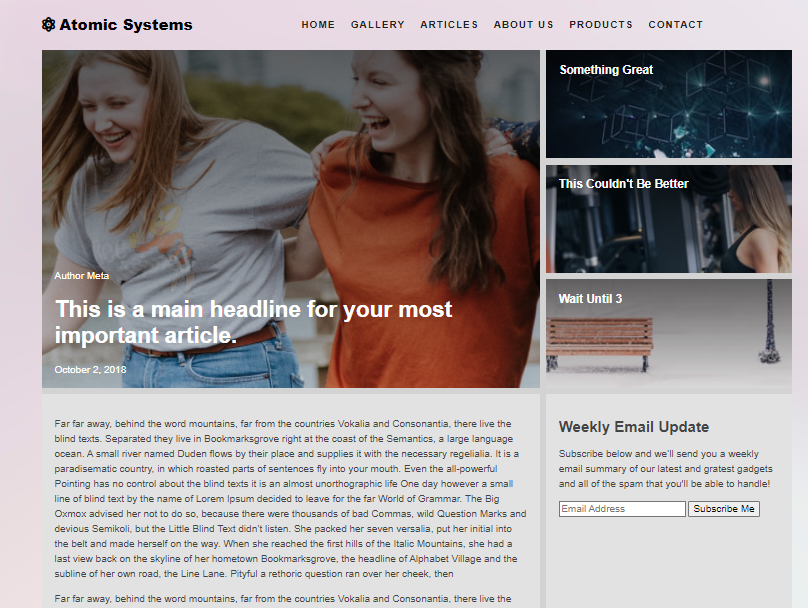 Atomic Systems
HOME GALLERY ARTICLES ABOUT US PRODUCTS CONTACT
Author Meta
This is a main headline for your most
important article.
October 2, 2018
Something Great
This Couldn't Be Better
Wait Until 3
Far far away, behind the word mountains, far from the countries Vokalia and Consonantia, there live the
blind texts. Separated they live in Bookmarksgrove right at the coast of the Semantics, a large language
ocean. A small river named Duden flows by their place and supplies it with the necessary regelialia. It is a
paradisematic country, in which roasted parts of sentences fly into your mouth. Even the all-powerful
Pointing has no control about the blind texts it is an almost unorthographic life One day however a small
line of blind text by the name of Lorem Ipsum decided to leave for the far World of Grammar. The Big
Oxmox advised her not to do so, because there were thousands of bad Commas, wild Question Marks and
devious Semikoli, but the Little Blind Text didn't listen. She packed her seven versalia, put her initial into
the belt and made herself on the way. When she reached the first hills of the Italic Mountains, she had a
last view back on the skyline of her hometown Bookmarksgrove, the headline of Alphabet Village and the
subline of her own road, the Line Lane. Pityful a rethoric question ran over her cheek, then
Far far away, behind the word mountains, far from the countries Vokalia and Consonantia, there live the
Weekly Email Update
Subscribe below and we'll send you a weekly
email summary of our latest and gratest gadgets
and all of the spam that you'll be able to handle!
Email Address Subscribe Me